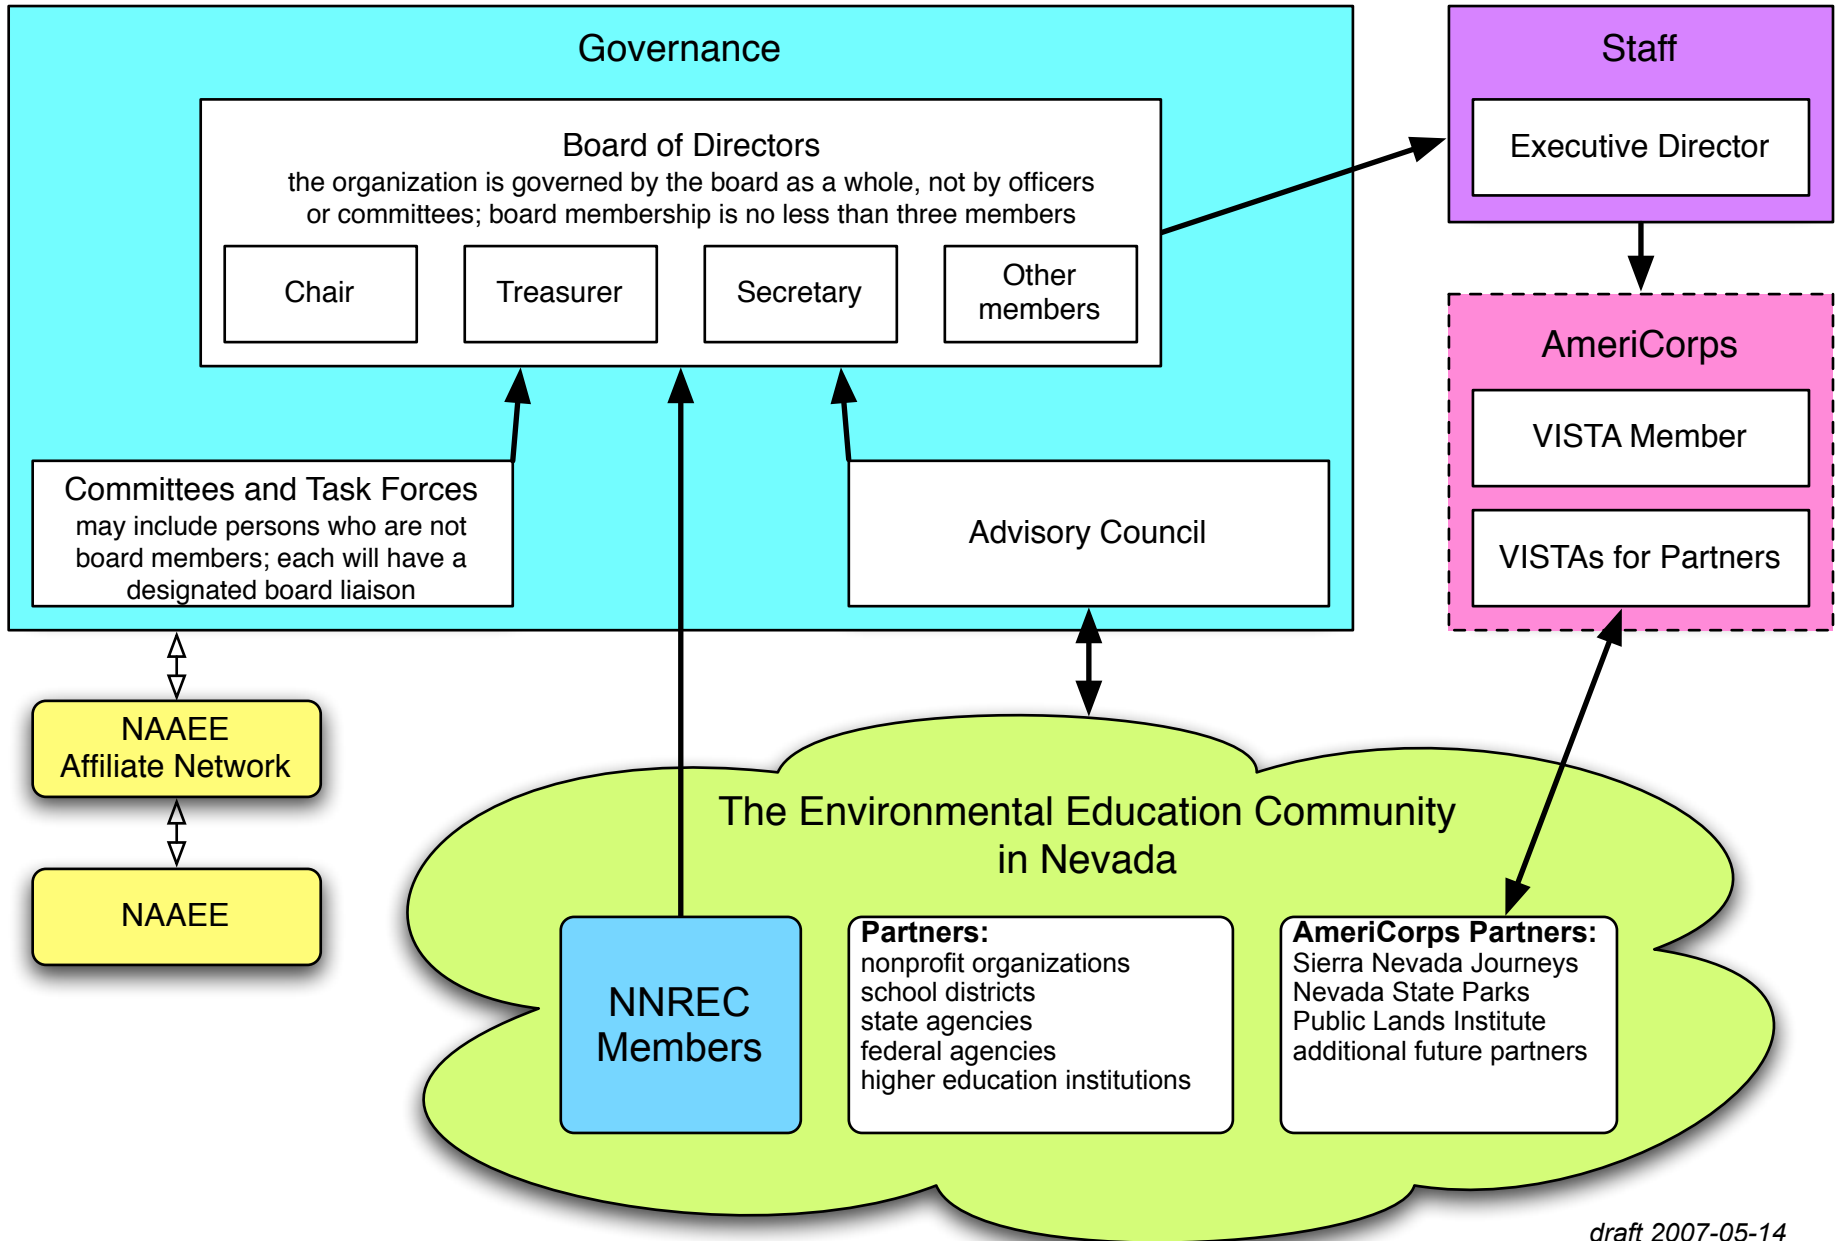 Governance
Board of Directors
the organization is governed by the board as a whole, not by officers
or committees; board membership is no less than three members
Chair
Treasurer
Secretary
Other
members
Committees and Task Forces
may include persons who are not
board members; each will have a
designated board liaison
Advisory Council
Staff
Executive Director
AmeriCorps
VISTA Member
VISTAs for Partners
NAAEE
Affiliate Network
NAAEE
The Environmental Education Community
in Nevada
NNREC
Members
Partners:
nonprofit organizations
school districts
state agencies
federal agencies
higher education institutions
AmeriCorps Partners:
Sierra Nevada Journeys
Nevada State Parks
Public Lands Institute
additional future partners
draft 2007-05-14